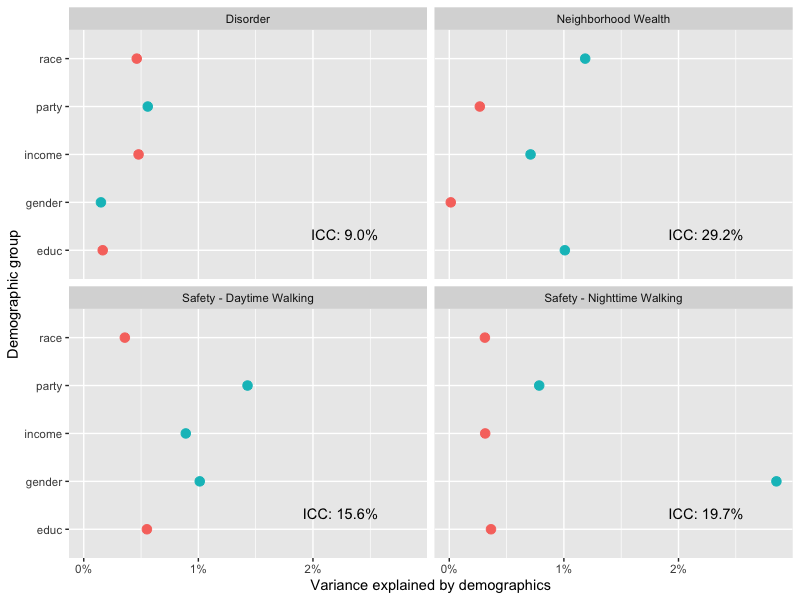 Disorder
Neighborhood Wealth
race
party
income
gender
educ
ICC: 9.0%
ICC: 29.2%
Safety - Daytime Walking
Safety - Nighttime Walking
race
party
income
gender
educ
ICC: 15.6%
ICC: 19.7%
0%
1%
2%
0%
1%
2%
Variance explained by demographics
Demographic group